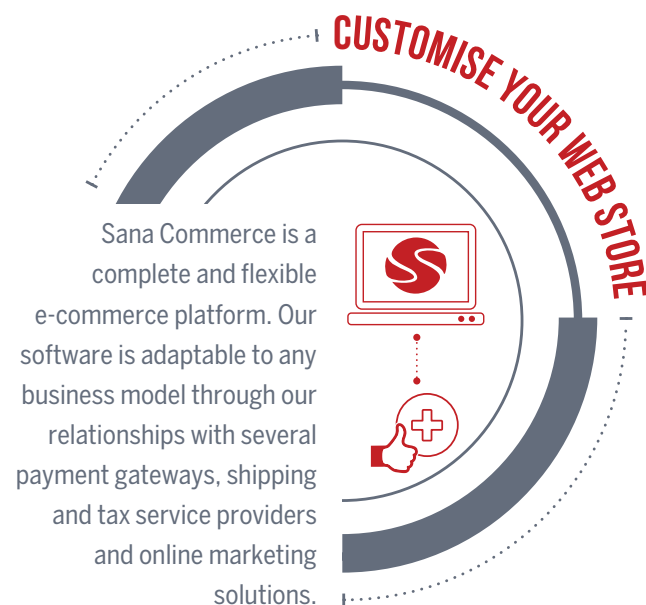 CUSTOMISE YOUR WEB STORE
Sana Commerce is a
complete and flexible
e-commerce platform. Our
software is adaptable to any
business model through our
relationships with several
payment gateways, shipping
and tax service providers
and online marketing
solutions.